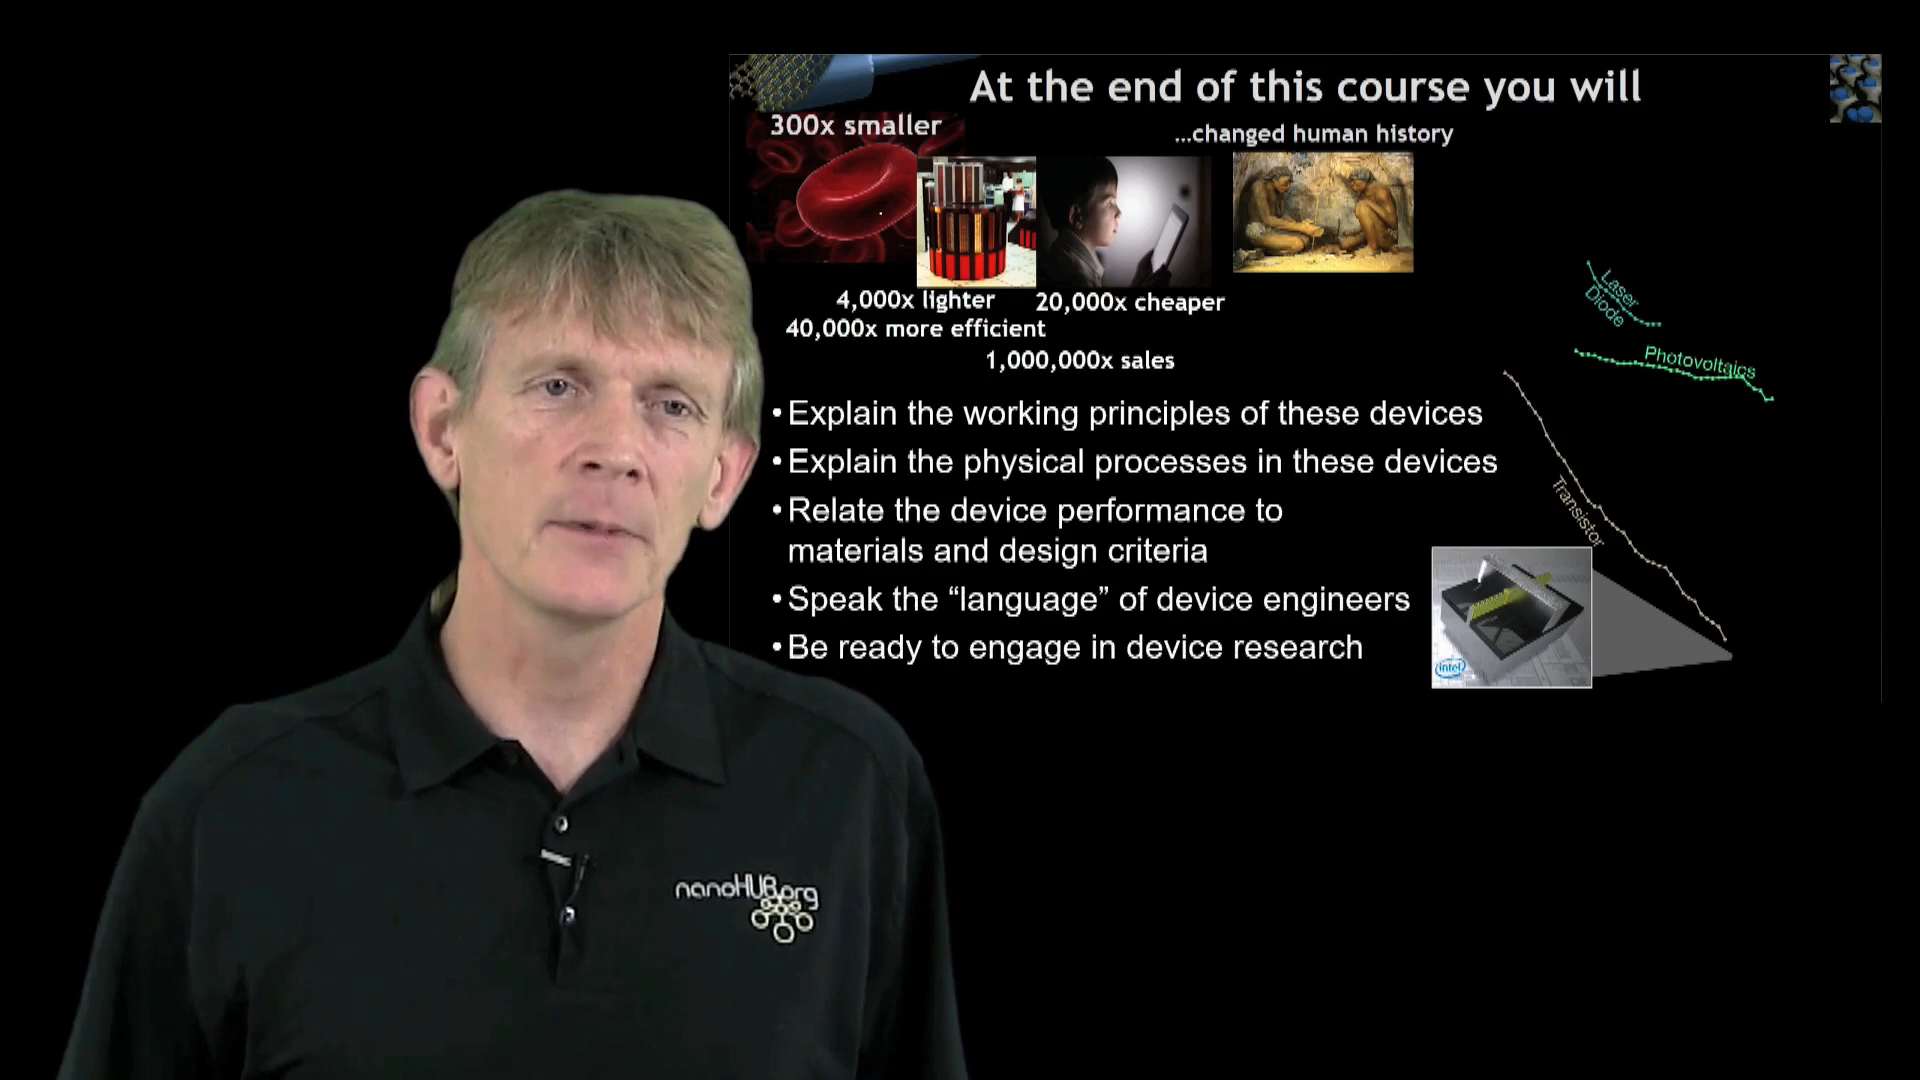 At the end of this course you will
300x smaller
...changed human history
4,000x lighter
20,000x cheaper
40,000x more efficient
1,000,000x sales
Laser
Diode
Photovoltaics
Transistor
• Explain the working principles of these devices
• Explain the physical processes in these devices
• Relate the device performance to
materials and design criteria
• Speak the “language” of device engineers
• Be ready to engage in device research
intel
nanoHUB.org